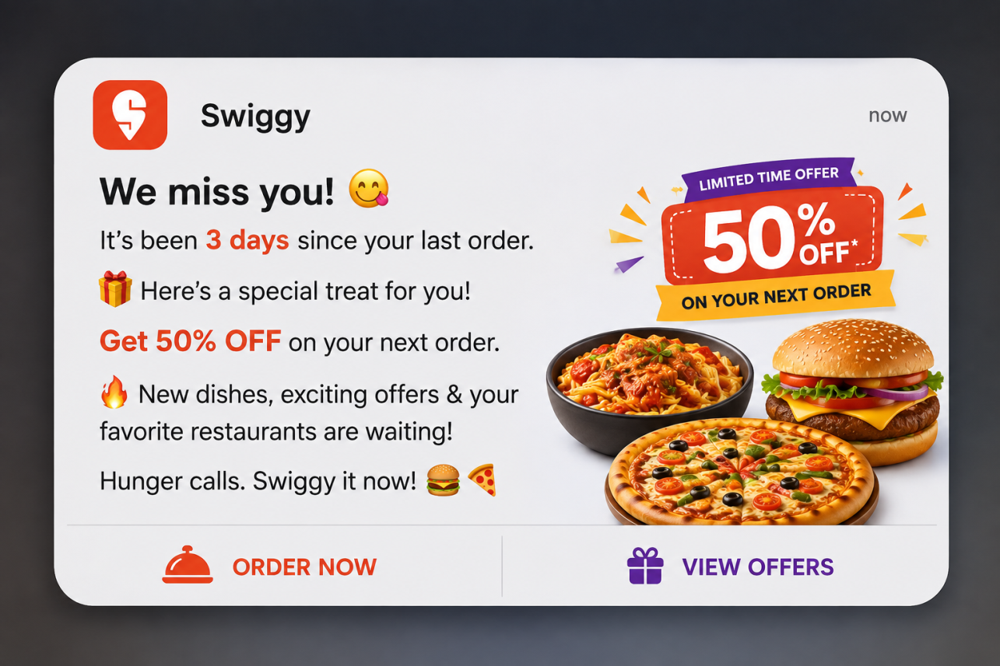 Swiggy
now
We miss you! 😋
It’s been 3 days since your last order.
🎁 Here’s a special treat for you!
Get 50% OFF on your next order.
🔥 New dishes, exciting offers & your
favorite restaurants are waiting!
Hunger calls. Swiggy it now! 🍔 🍕
LIMITED TIME OFFER
50% OFF*
ON YOUR NEXT ORDER
ORDER NOW
VIEW OFFERS